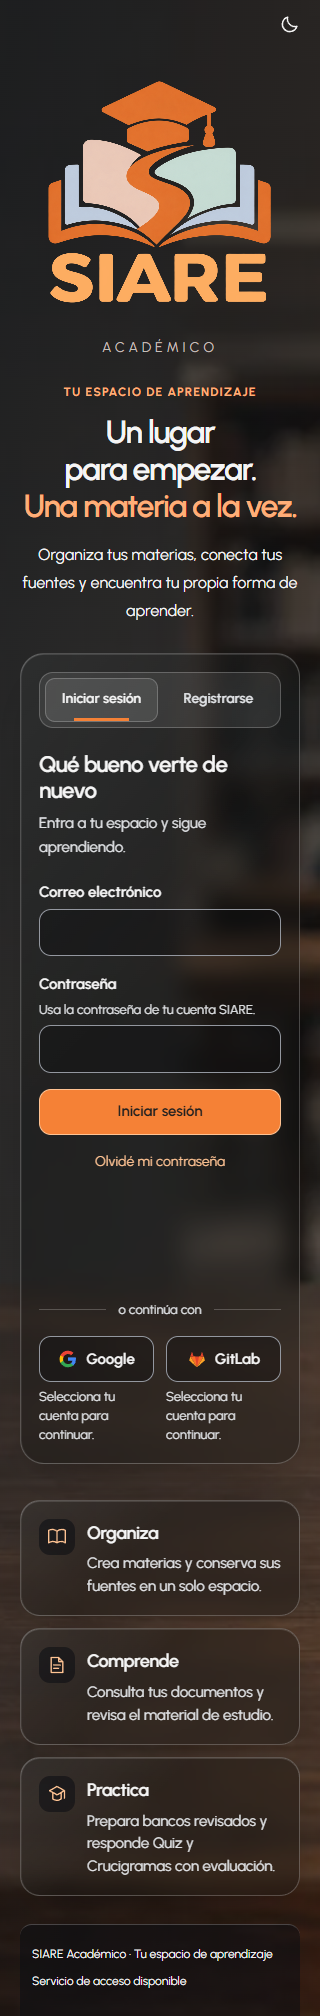 SIARE
ACADÉMICO
TU ESPACIO DE APRENDIZAJE
Un lugar
para empezar.
Una materia a la vez.
Organiza tus materias, conecta tus
fuentes y encuentra tu propia forma de
aprender.
Iniciar sesión
Registrarse
Qué bueno verte de
nuevo
Entra a tu espacio y sigue
aprendiendo.
Correo electrónico
Contraseña
Usa la contraseña de tu cuenta SIARE.
Iniciar sesión
Olvidé mi contraseña
o continúa con
Google
Selecciona tu
cuenta para
continuar.
GitLab
Selecciona tu
cuenta para
continuar.
Organiza
Crea materias y conserva sus
fuentes en un solo espacio.
Comprende
Consulta tus documentos y
revisa el material de estudio.
Practica
Prepara bancos revisados y
responde Quiz y
Crucigramas con evaluación.
SIARE Académico · Tu espacio de aprendizaje
Servicio de acceso disponible